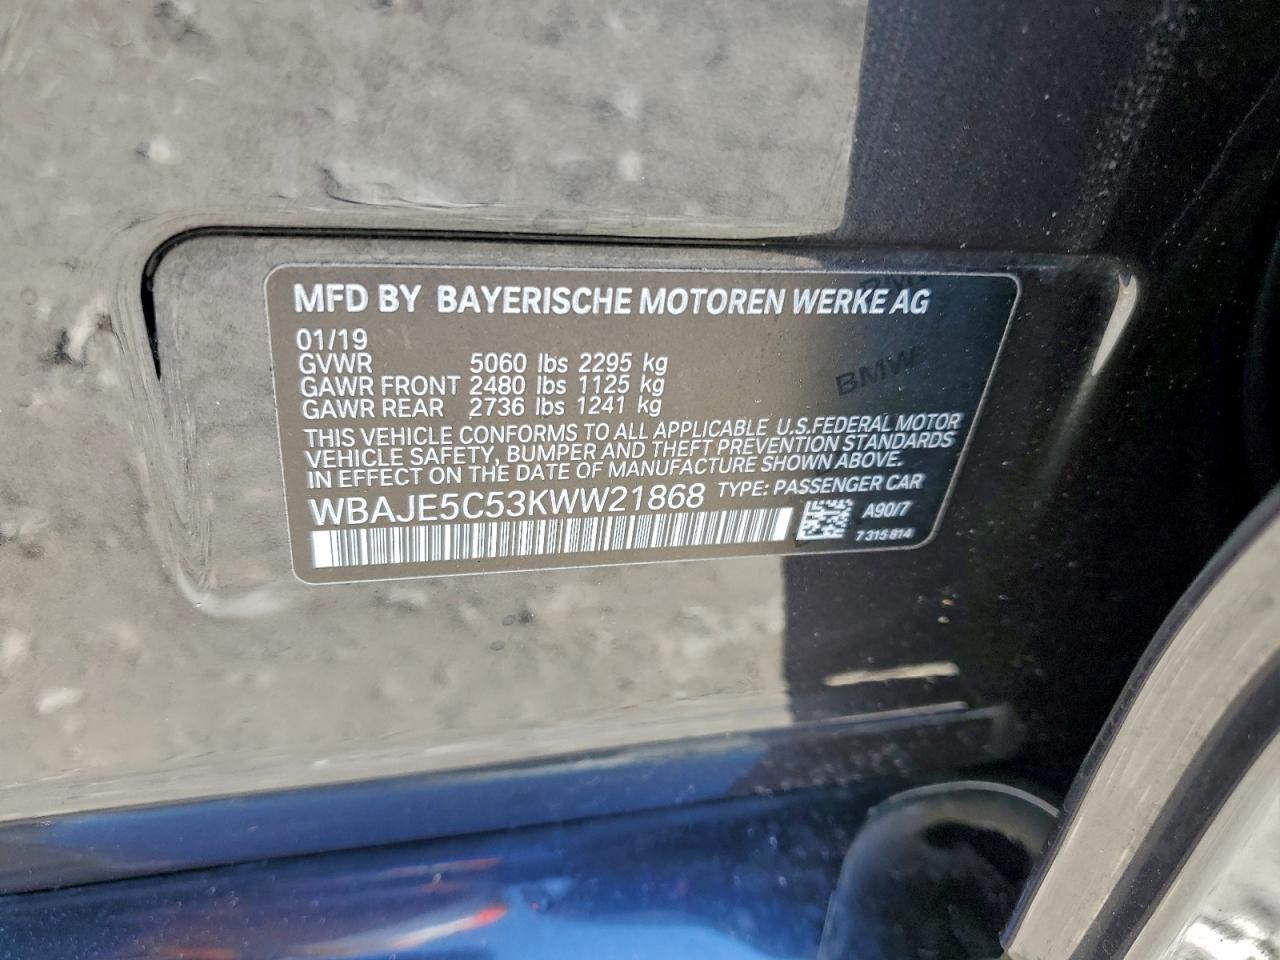 MFD BY BAYERISCHE MOTOREN WERKE AG
01/19
GVWR 5060 lbs 2295 kg
GAWR FRONT 2480 lbs 1125 kg
GAWR REAR 2736 lbs 1241 kg
BMW
THIS VEHICLE CONFORMS TO ALL APPLICABLE U.S.FEDERAL MOTOR
VEHICLE SAFETY, BUMPER AND THEFT PREVENTION STANDARDS
IN EFFECT ON THE DATE OF MANUFACTURE SHOWN ABOVE.
WBAJE5C53KWW21868 TYPE: PASSENGER CAR
A90/7
7 315 814